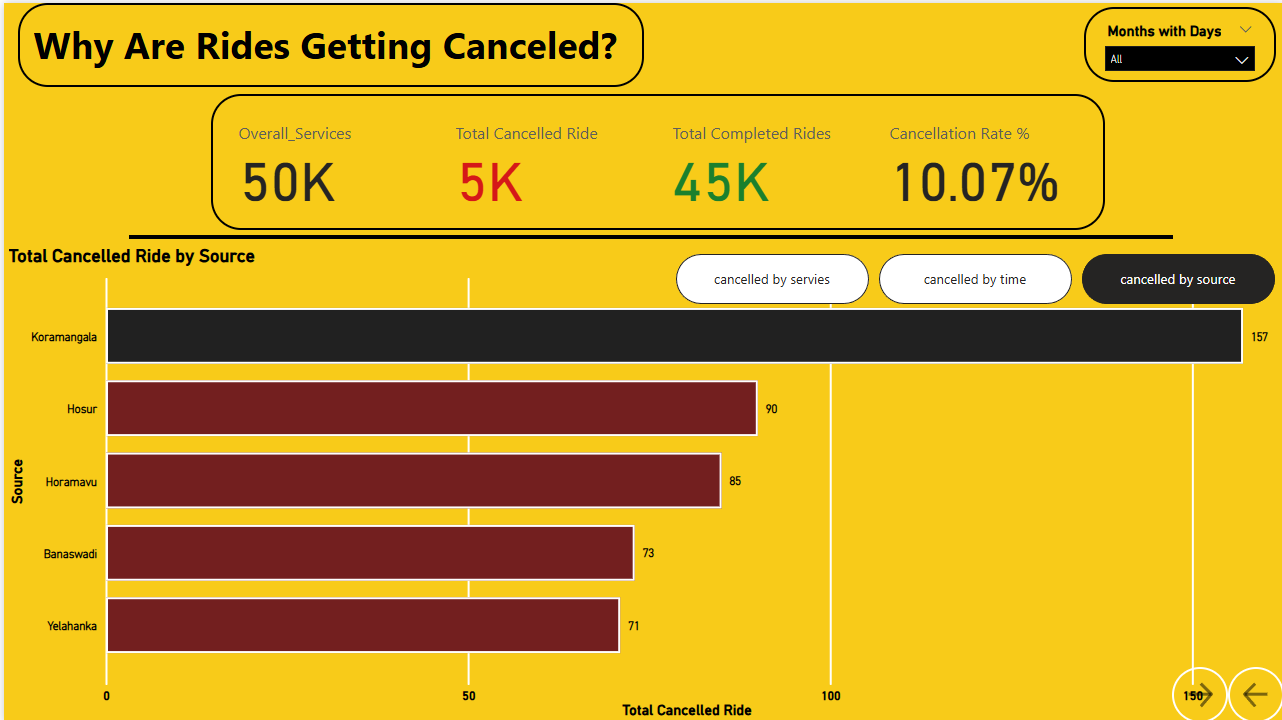 Why Are Rides Getting Canceled?
Months with Days
All
Overall_Services
Total Cancelled Ride
Total Completed Rides
Cancellation Rate %
50K
5K
45K
10.07%
Total Cancelled Ride by Source
cancelled by servies
cancelled by time
cancelled by source
Source
Koramangala
157
Hosur
90
Horamavu
85
Banaswadi
73
Yelahanka
71
0
50
100
150
Total Cancelled Ride